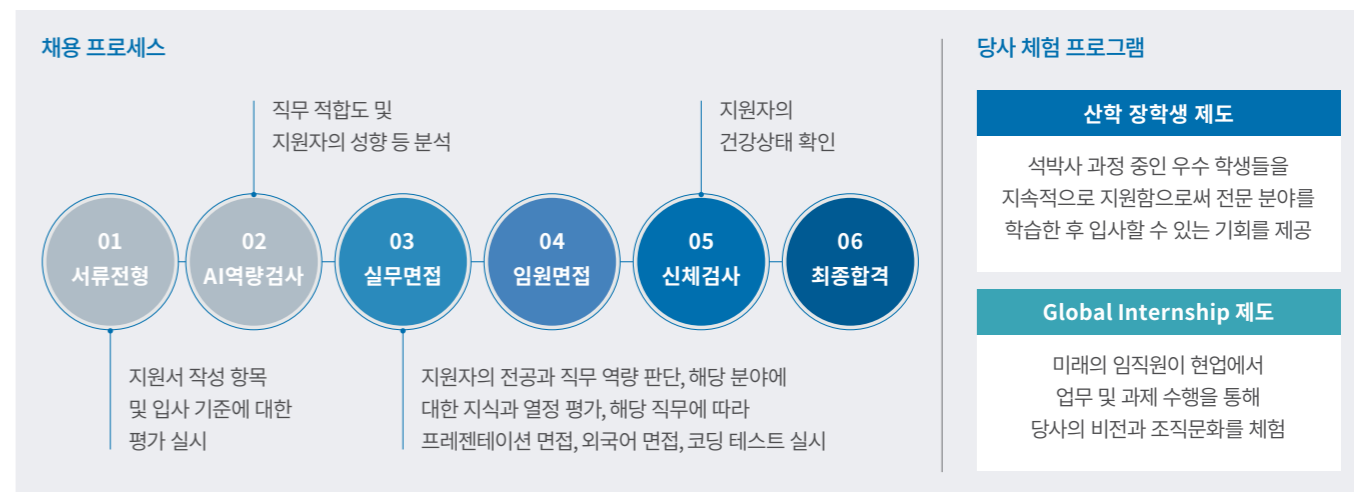 채용 프로세스
직무 적합도 및
지원자의 성향 등 분석
지원자의
건강상태 확인
01
서류전형
02
AI역량검사
03
실무면접
04
임원면접
05
신체검사
06
최종합격
지원서 작성 항목
및 입사 기준에 대한
평가 실시
지원자의 전공과 직무 역량 판단, 해당 분야에
대한 지식과 열정 평가, 해당 직무에 따라
프레젠테이션 면접, 외국어 면접, 코딩 테스트 실시
당사 체험 프로그램
산학 장학생 제도
석박사 과정 중인 우수 학생들을
지속적으로 지원함으로써 전문 분야를
학습한 후 입사할 수 있는 기회를 제공
Global Internship 제도
미래의 임직원이 현업에서
업무 및 과제 수행을 통해
당사의 비전과 조직문화를 체험